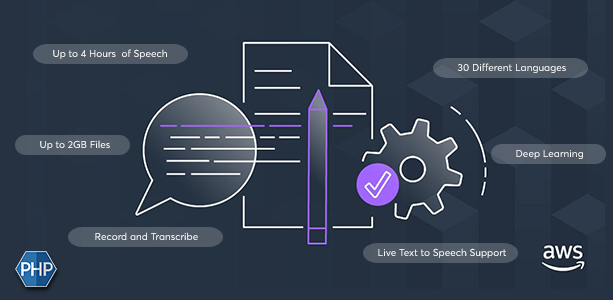 Up to 4 Hours of Speech
30 Different Languages
Up to 2GB Files
Deep Learning
Record and Transcribe
Live Text to Speech Support
PHP
aws